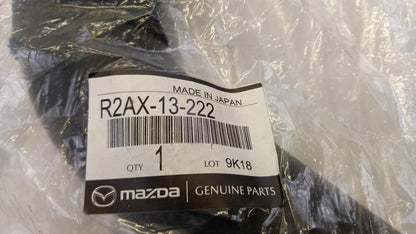 MADE IN JAPAN
R2AX-13-222
QTY 1 LOT 9K18
mazda GENUINE PARTS